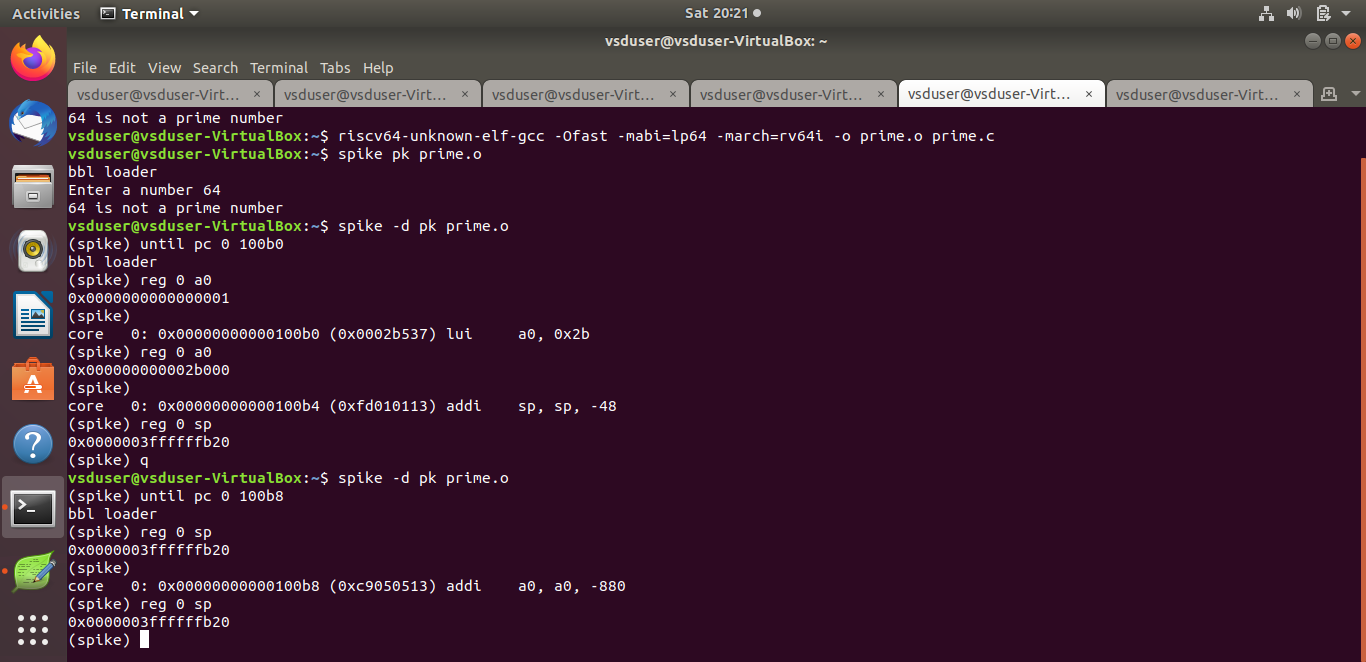 Activities Terminal Sat 20:21
vsduser@vsduser-VirtualBox: ~
File Edit View Search Terminal Tabs Help
vsduser@vsduser-Virt... × vsduser@vsduser-Virt... × vsduser@vsduser-Virt... × vsduser@vsduser-Virt... × vsduser@vsduser-Virt... × vsduser@vsduser-Virt... ×
64 is not a prime number
vsduser@vsduser-VirtualBox:~$ riscv64-unknown-elf-gcc -Ofast -mabi=lp64 -march=rv64i -o prime.o prime.c
vsduser@vsduser-VirtualBox:~$ spike pk prime.o
bbl loader
Enter a number 64
64 is not a prime number
vsduser@vsduser-VirtualBox:~$ spike -d pk prime.o
(spike) until pc 0 100b0
bbl loader
(spike) reg 0 a0
0x0000000000000001
(spike)
core   0: 0x00000000000100b0 (0x0002b537) lui     a0, 0x2b
(spike) reg 0 a0
0x000000000002b000
(spike)
core   0: 0x00000000000100b4 (0xfd010113) addi    sp, sp, -48
(spike) reg 0 sp
0x0000003ffffffb20
(spike) q
vsduser@vsduser-VirtualBox:~$ spike -d pk prime.o
(spike) until pc 0 100b8
bbl loader
(spike) reg 0 sp
0x0000003ffffffb20
(spike)
core   0: 0x00000000000100b8 (0xc9050513) addi    a0, a0, -880
(spike) reg 0 sp
0x0000003ffffffb20
(spike)